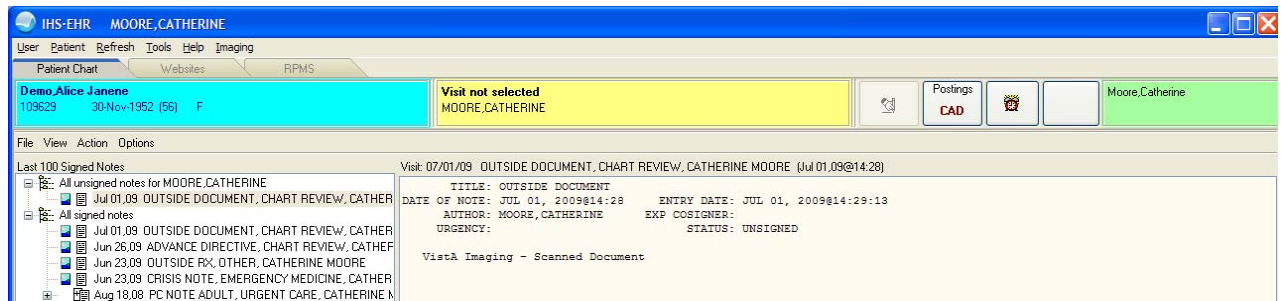 IHS-EHR MOORE,CATHERINE
User Patient Refresh Tools Help Imaging
Patient Chart Websites RPMS
Demo,Alice Janene
109629 30-Nov-1952 (56) F
Visit not selected
MOORE,CATHERINE
Postings
CAD
Moore,Catherine
File View Action Options
Last 100 Signed Notes
All unsigned notes for MOORE,CATHERINE
Jul 01,09 OUTSIDE DOCUMENT, CHART REVIEW, CATHER
All signed notes
Jul 01,09 OUTSIDE DOCUMENT, CHART REVIEW, CATHER
Jun 26,09 ADVANCE DIRECTIVE, CHART REVIEW, CATHER
Jun 23,09 OUTSIDE RX, OTHER, CATHERINE MOORE
Jun 23,09 CRISIS NOTE, EMERGENCY MEDICINE, CATHER
Aug 18,08 PC NOTE ADULT, URGENT CARE, CATHERINE M
Visit: 07/01/09 OUTSIDE DOCUMENT, CHART REVIEW, CATHERINE MOORE (Jul 01,09@14:28)
TITLE: OUTSIDE DOCUMENT
DATE OF NOTE: JUL 01, 2009@14:28 ENTRY DATE: JUL 01, 2009@14:29:13
AUTHOR: MOORE,CATHERINE EXP COSIGNER:
URGENCY: STATUS: UNSIGNED
VistA Imaging - Scanned Document